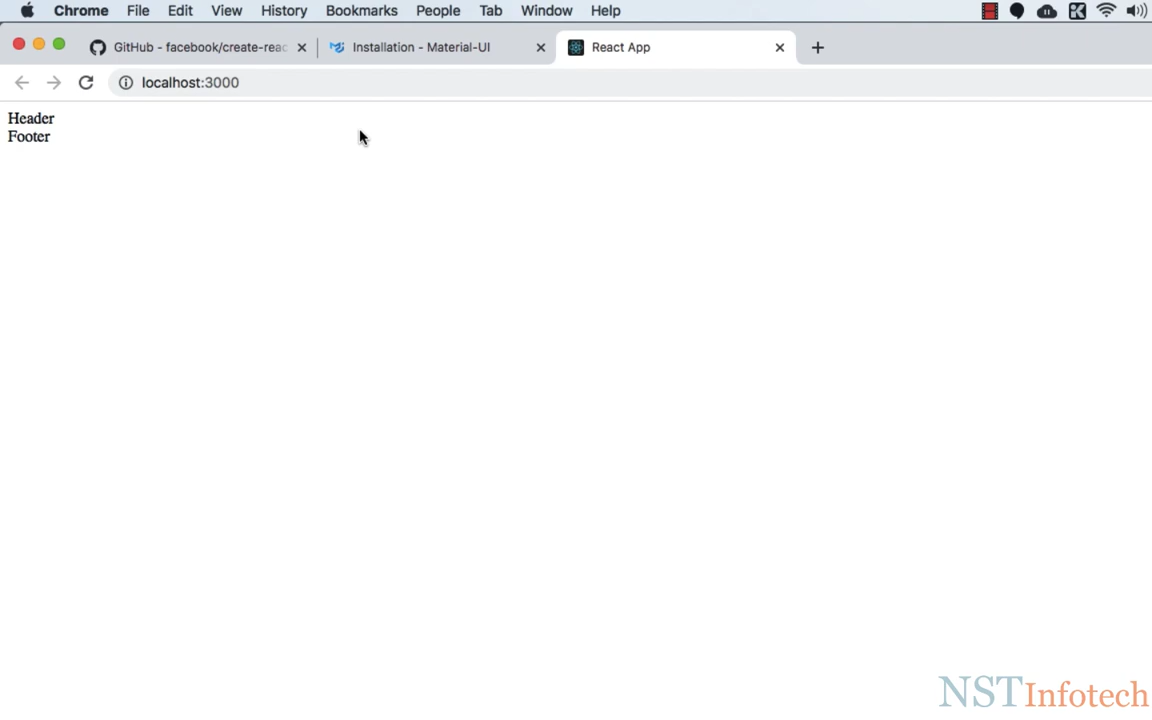 Chrome File Edit View History Bookmarks People Tab Window Help
GitHub - facebook/create-reac Installation - Material-UI React App
localhost:3000
Header
Footer
NSTInfotech